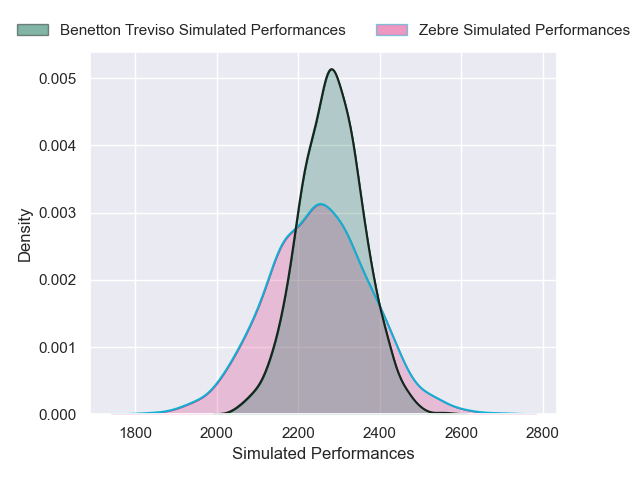 Benetton Treviso Simulated Performances Zebre Simulated Performances
0.005
0.004
0.003
0.002
0.001
0.000
Density
1800 2000 2200 2400 2600 2800
Simulated Performances